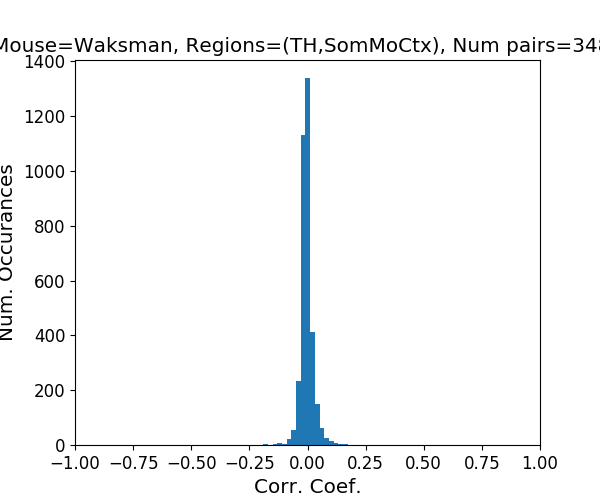 Mouse=Waksman, Regions=(TH,SomMoCtx), Num pairs=348
1400
1200
1000
800
600
400
200
0
Num. Occurances
−1.00 −0.75 −0.50 −0.25 0.00 0.25 0.50 0.75 1.00
Corr. Coef.